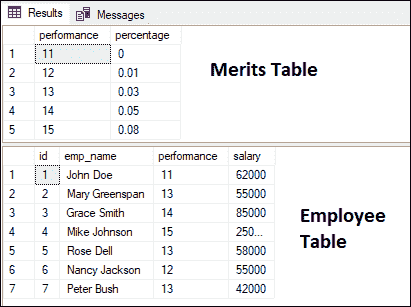 Results Messages
performance percentage
1 11 0
2 12 0.01
3 13 0.03
4 14 0.05
5 15 0.08
Merits Table
id emp_name performance salary
1 1 John Doe 11 62000
2 2 Mary Greenspan 13 55000
3 3 Grace Smith 14 85000
4 4 Mike Johnson 15 250...
5 5 Rose Dell 13 58000
6 6 Nancy Jackson 12 55000
7 7 Peter Bush 13 42000
Employee
Table